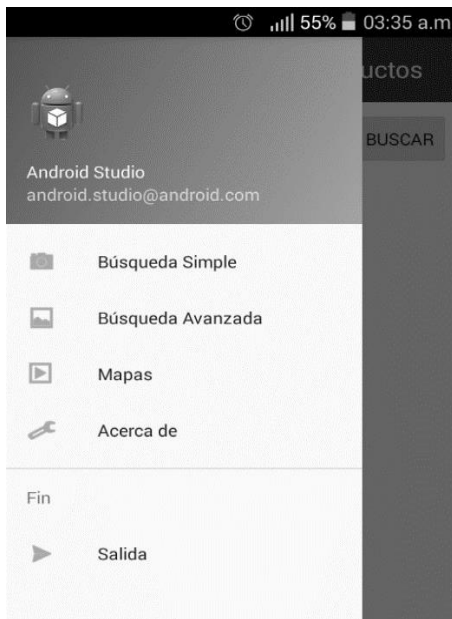 55% 03:35 a.m
uctos
BUSCAR
Android Studio
android.studio@android.com
Búsqueda Simple
Búsqueda Avanzada
Mapas
Acerca de
Fin
Salida